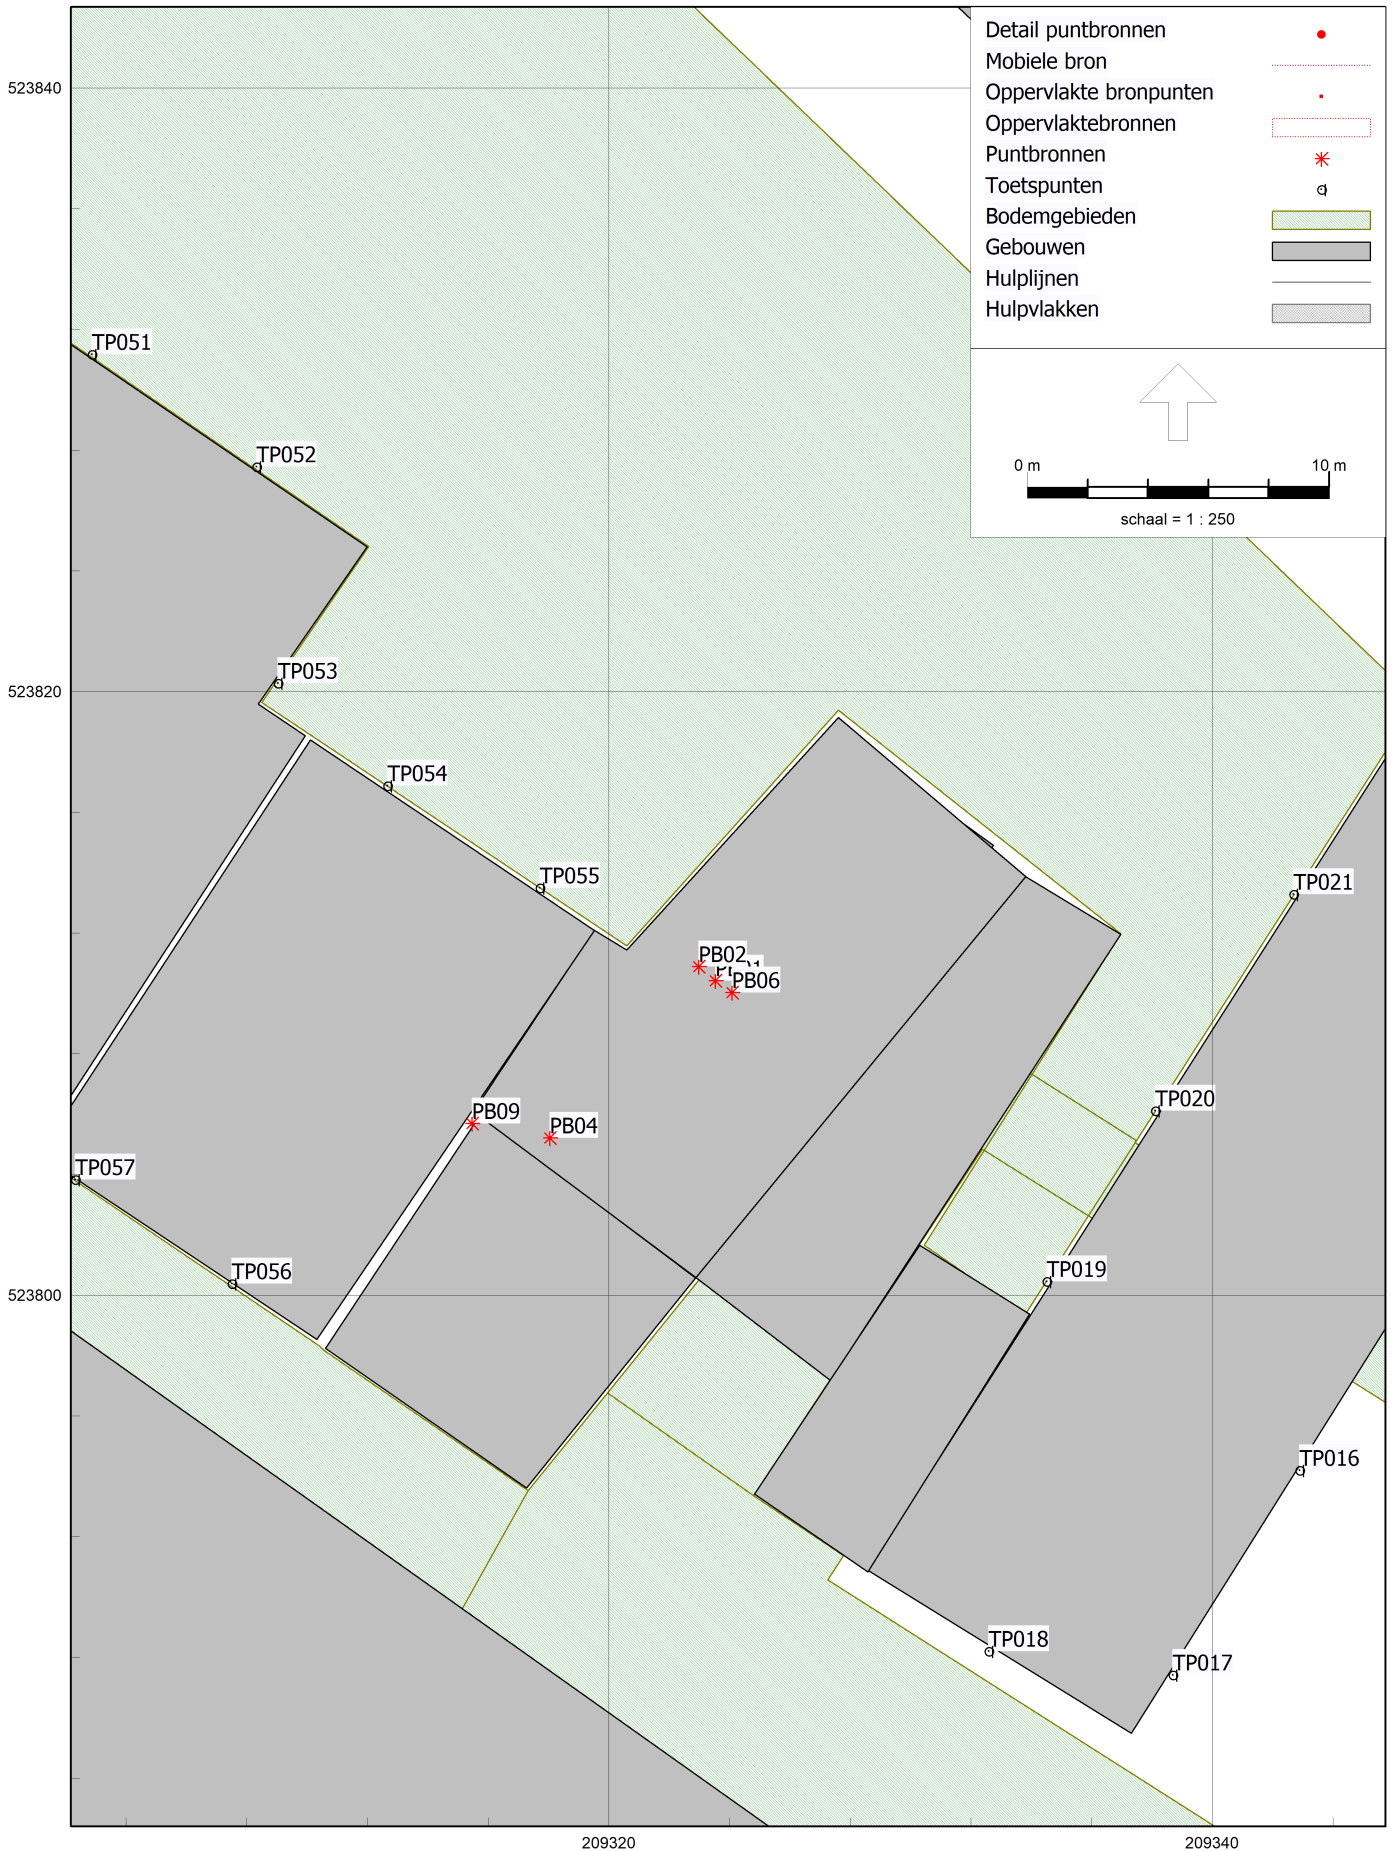 Detail puntbronnen
Mobiele bron
Oppervlakte bronpunten
Oppervlaktebronnen
Puntbronnen
Toetspunten
Bodemgebieden
Gebouwen
Hulplijnen
Hulpvlakken
0 m 10 m
schaal = 1 : 250
523840
TP051
TP052
TP053
523820
TP054
TP055
TP021
PB02
PB06
PB09
PB04
TP020
TP057
TP056
TP019
523800
TP016
TP018
TP017
209320 209340